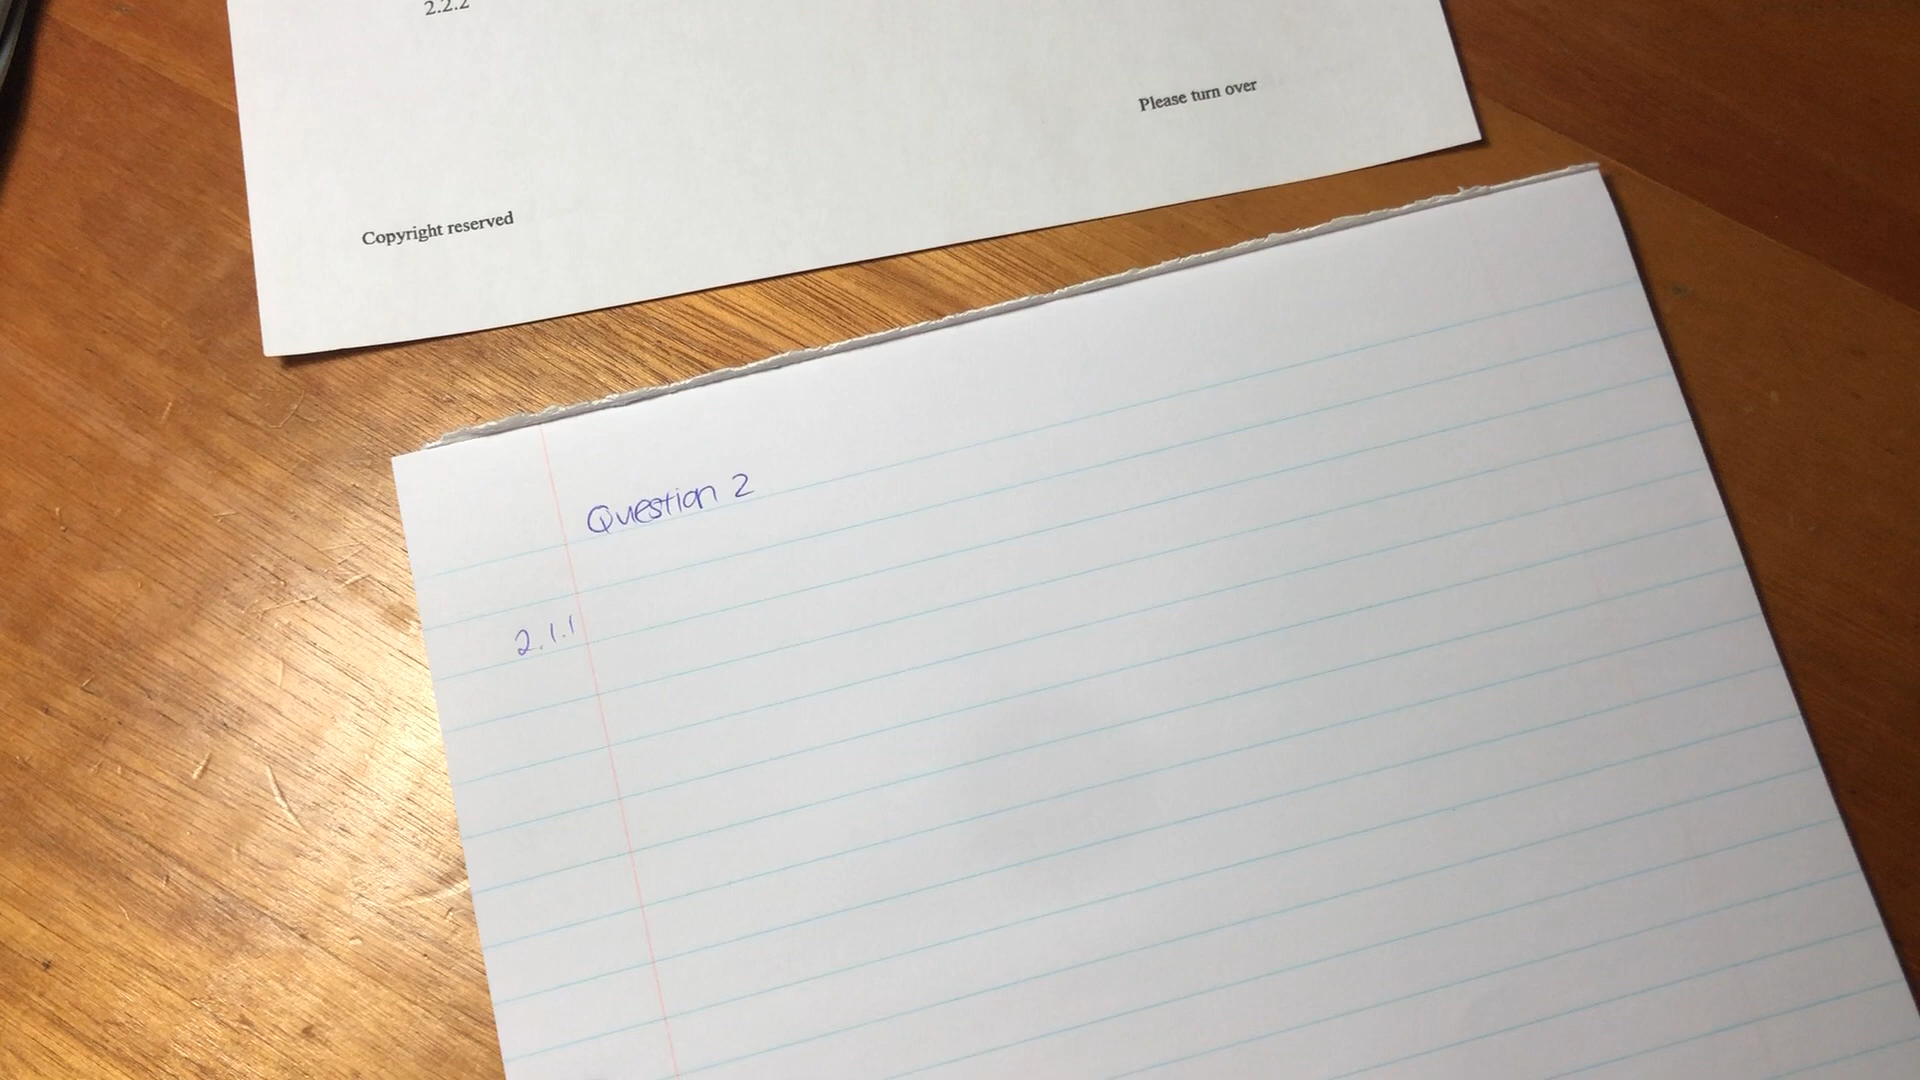 2.2.2
Please turn over
Copyright reserved
Question 2
2.1.1